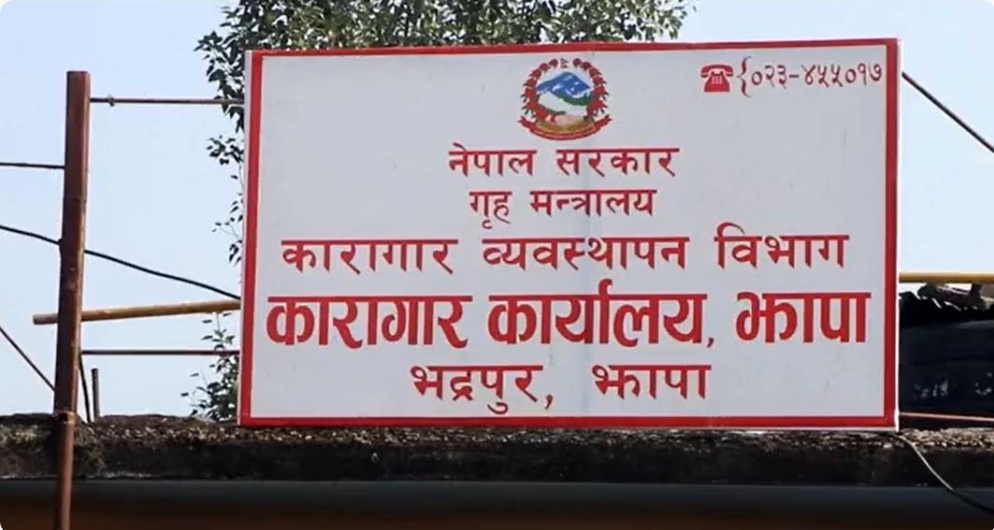 ☎{०२३-४५५०१७
नेपाल सरकार
गृह मन्त्रालय
कारागार व्यवस्थापन विभाग
कारागार कार्यालय, झापा
भद्रपुर, झापा